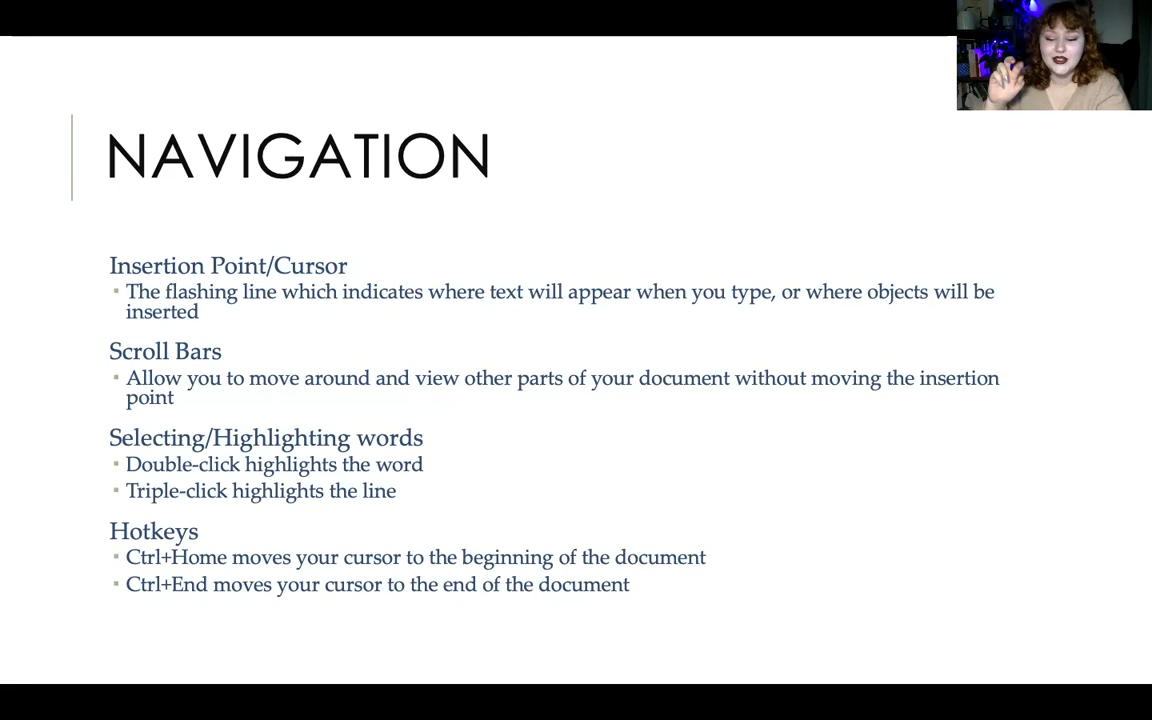 NAVIGATION
Insertion Point/Cursor
▪ The flashing line which indicates where text will appear when you type, or where objects will be
inserted
Scroll Bars
▪ Allow you to move around and view other parts of your document without moving the insertion
point
Selecting/Highlighting words
▪ Double-click highlights the word
▪ Triple-click highlights the line
Hotkeys
▪ Ctrl+Home moves your cursor to the beginning of the document
▪ Ctrl+End moves your cursor to the end of the document